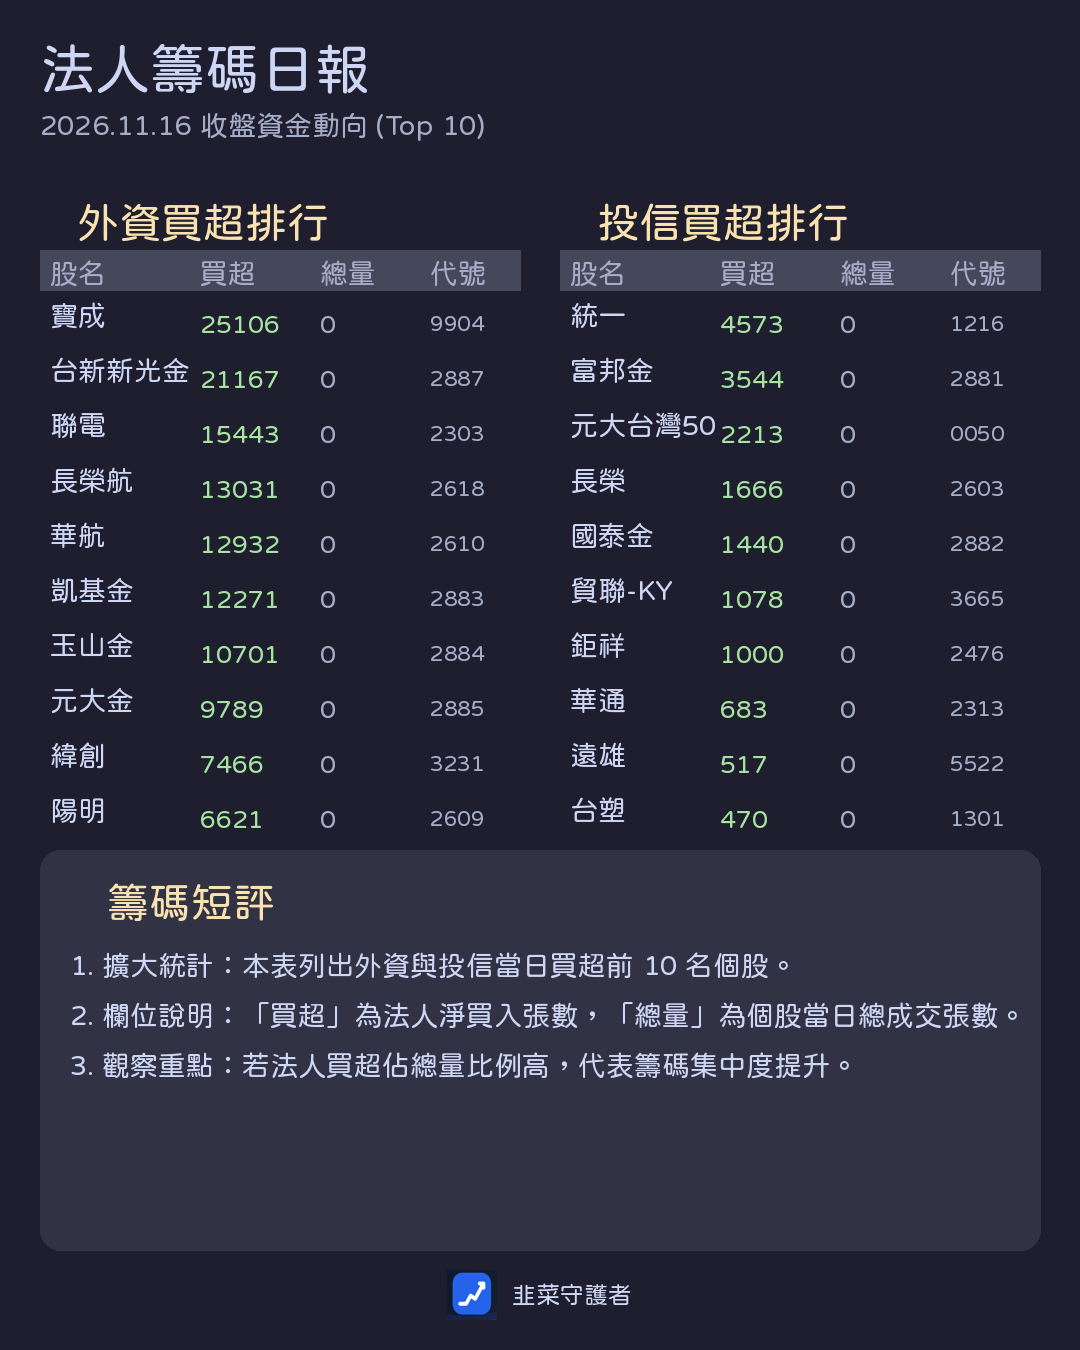 法人籌碼日報
2026.11.16 收盤資金動向 (Top 10)
外資買超排行
股名 買超 總量 代號
寶成 25106 0 9904
台新新光金 21167 0 2887
聯電 15443 0 2303
長榮航 13031 0 2618
華航 12932 0 2610
凱基金 12271 0 2883
玉山金 10701 0 2884
元大金 9789 0 2885
緯創 7466 0 3231
陽明 6621 0 2609
投信買超排行
股名 買超 總量 代號
統一 4573 0 1216
富邦金 3544 0 2881
元大台灣50 2213 0 0050
長榮 1666 0 2603
國泰金 1440 0 2882
貿聯-KY 1078 0 3665
鉅祥 1000 0 2476
華通 683 0 2313
遠雄 517 0 5522
台塑 470 0 1301
籌碼短評
1. 擴大統計：本表列出外資與投信當日買超前 10 名個股。
2. 欄位說明：「買超」為法人淨買入張數，「總量」為個股當日總成交張數。
3. 觀察重點：若法人買超佔總量比例高，代表籌碼集中度提升。
韭菜守護者